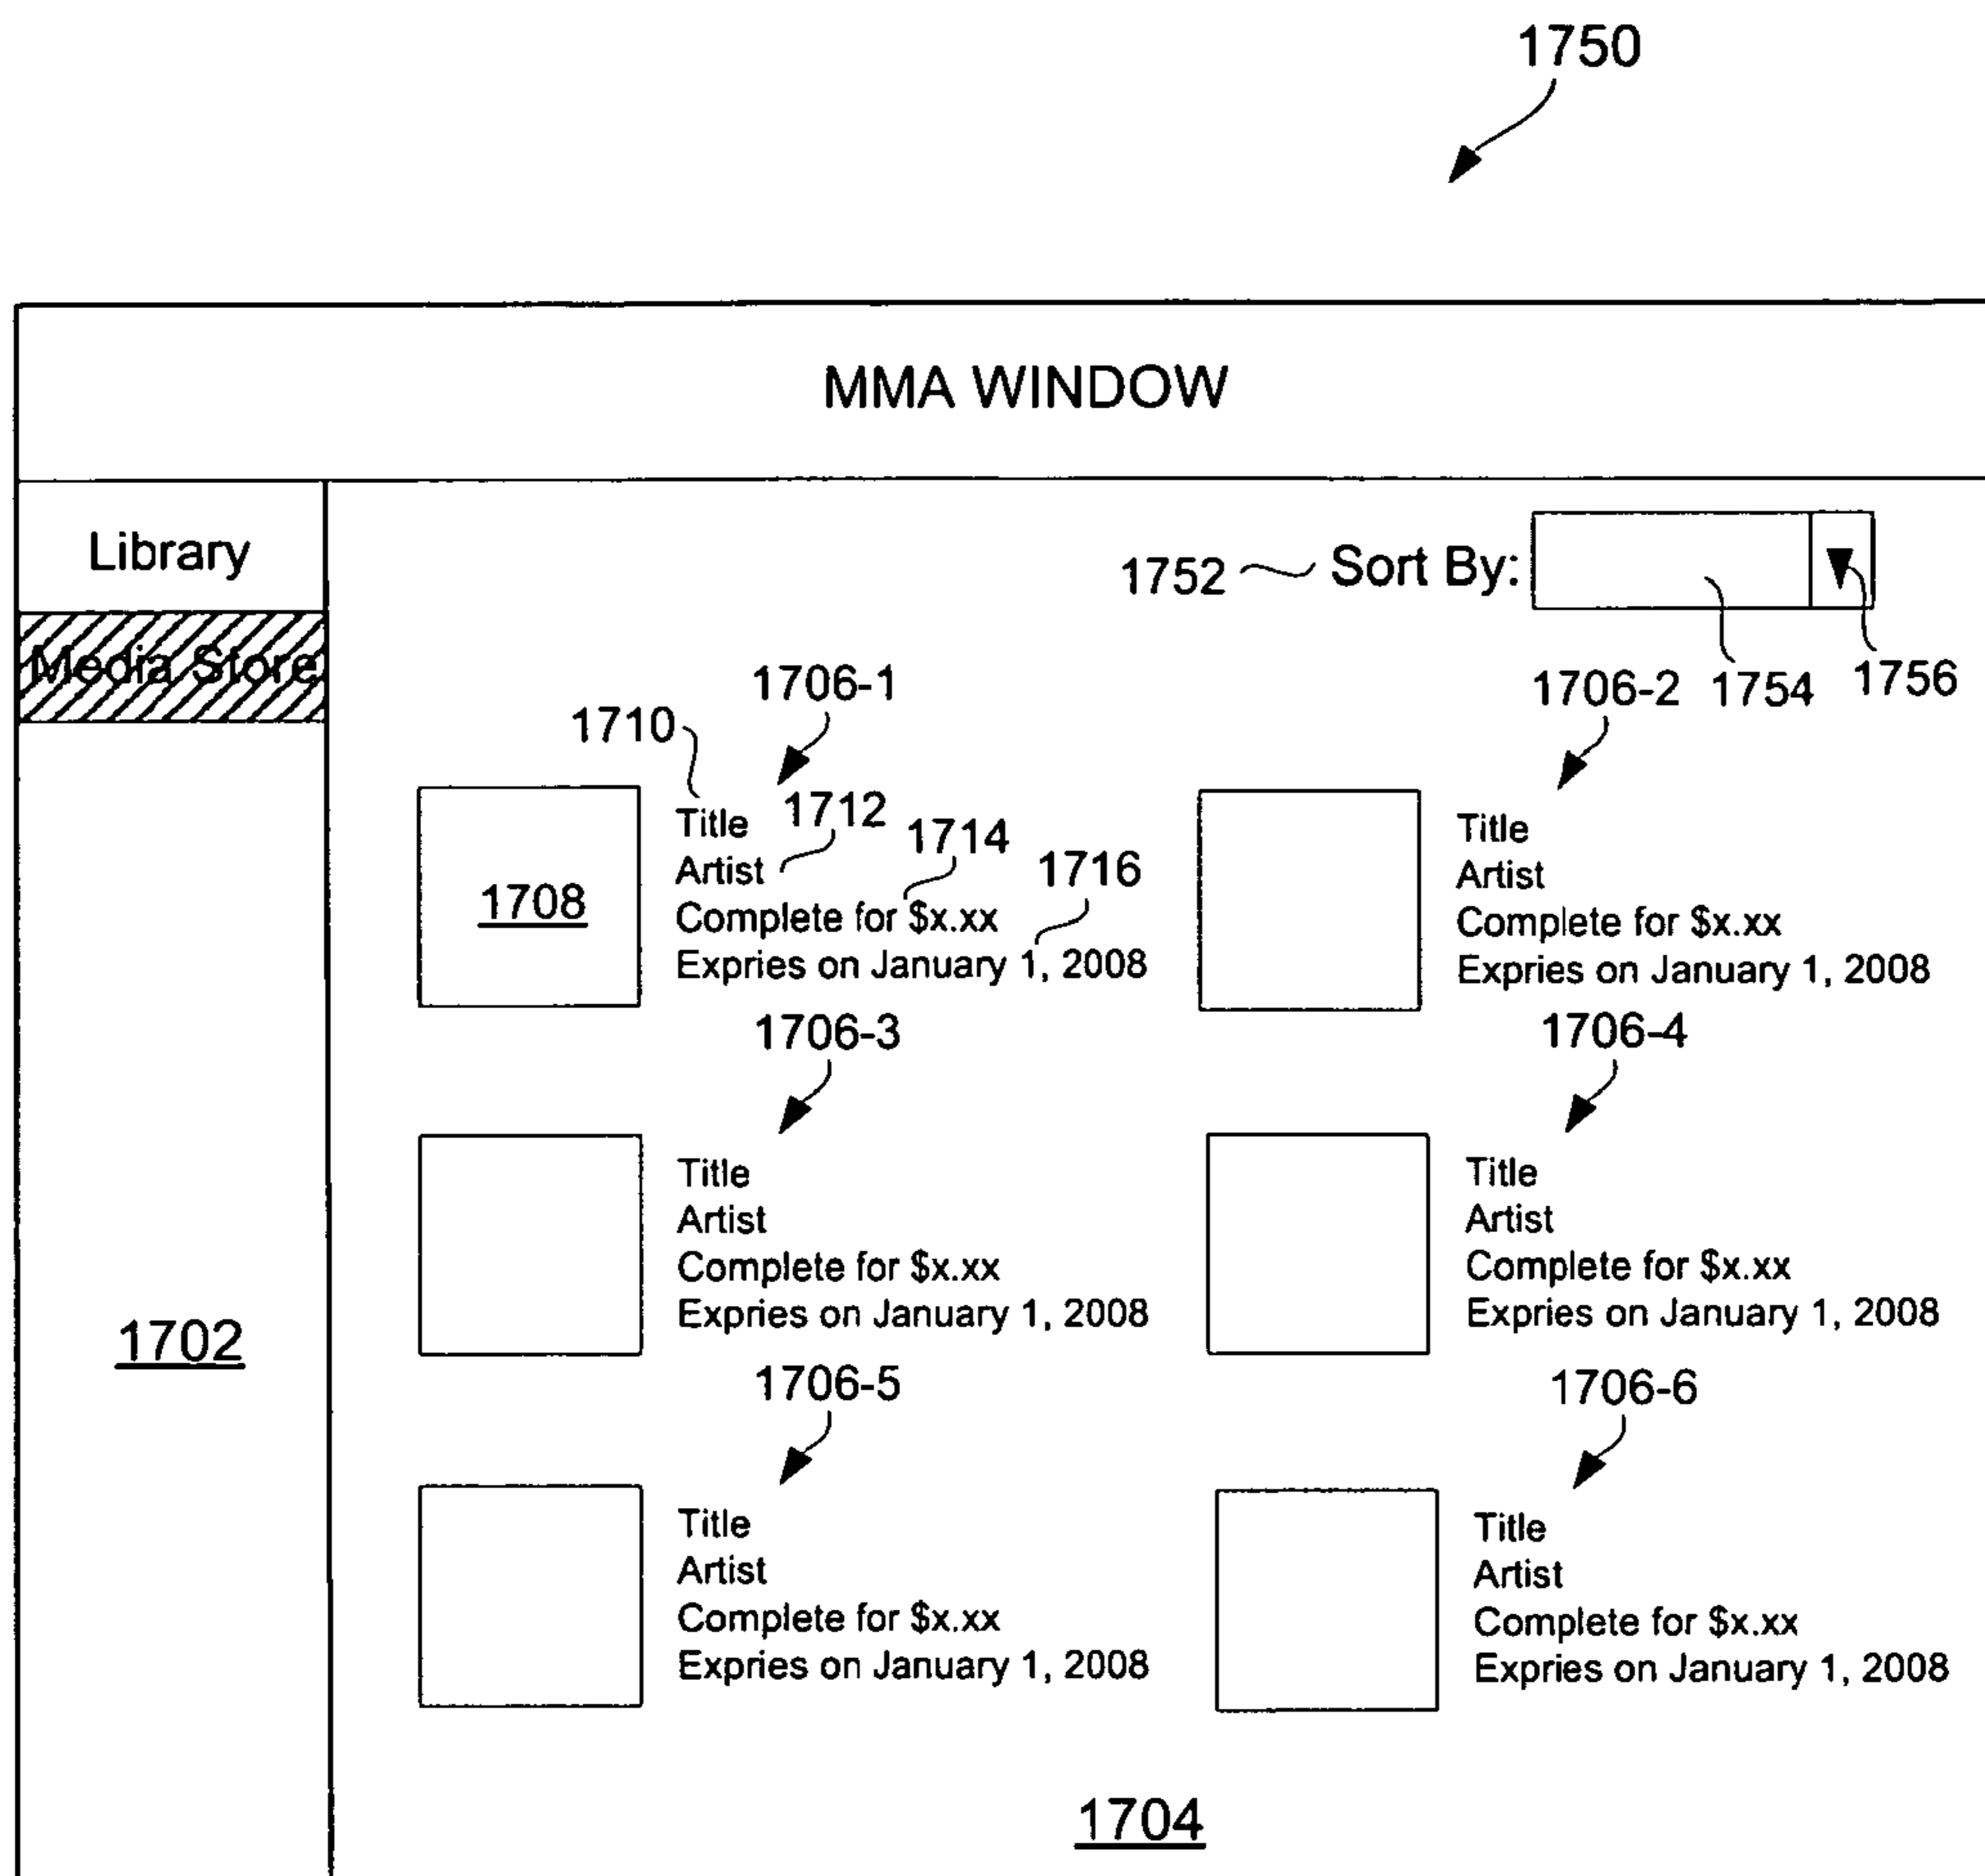 1750
MMA WINDOW
Library
Media Store
1752 Sort By:
1754 1756
1706-1
1710
Title 1712
Artist 1714
1708 Complete for $x.xx 1716
Expries on January 1, 2008
1706-2
Title
Artist
Complete for $x.xx
Expries on January 1, 2008
1706-3
Title
Artist
Complete for $x.xx
Expries on January 1, 2008
1706-4
Title
Artist
Complete for $x.xx
Expries on January 1, 2008
1702
1706-5
Title
Artist
Complete for $x.xx
Expries on January 1, 2008
1706-6
Title
Artist
Complete for $x.xx
Expries on January 1, 2008
1704